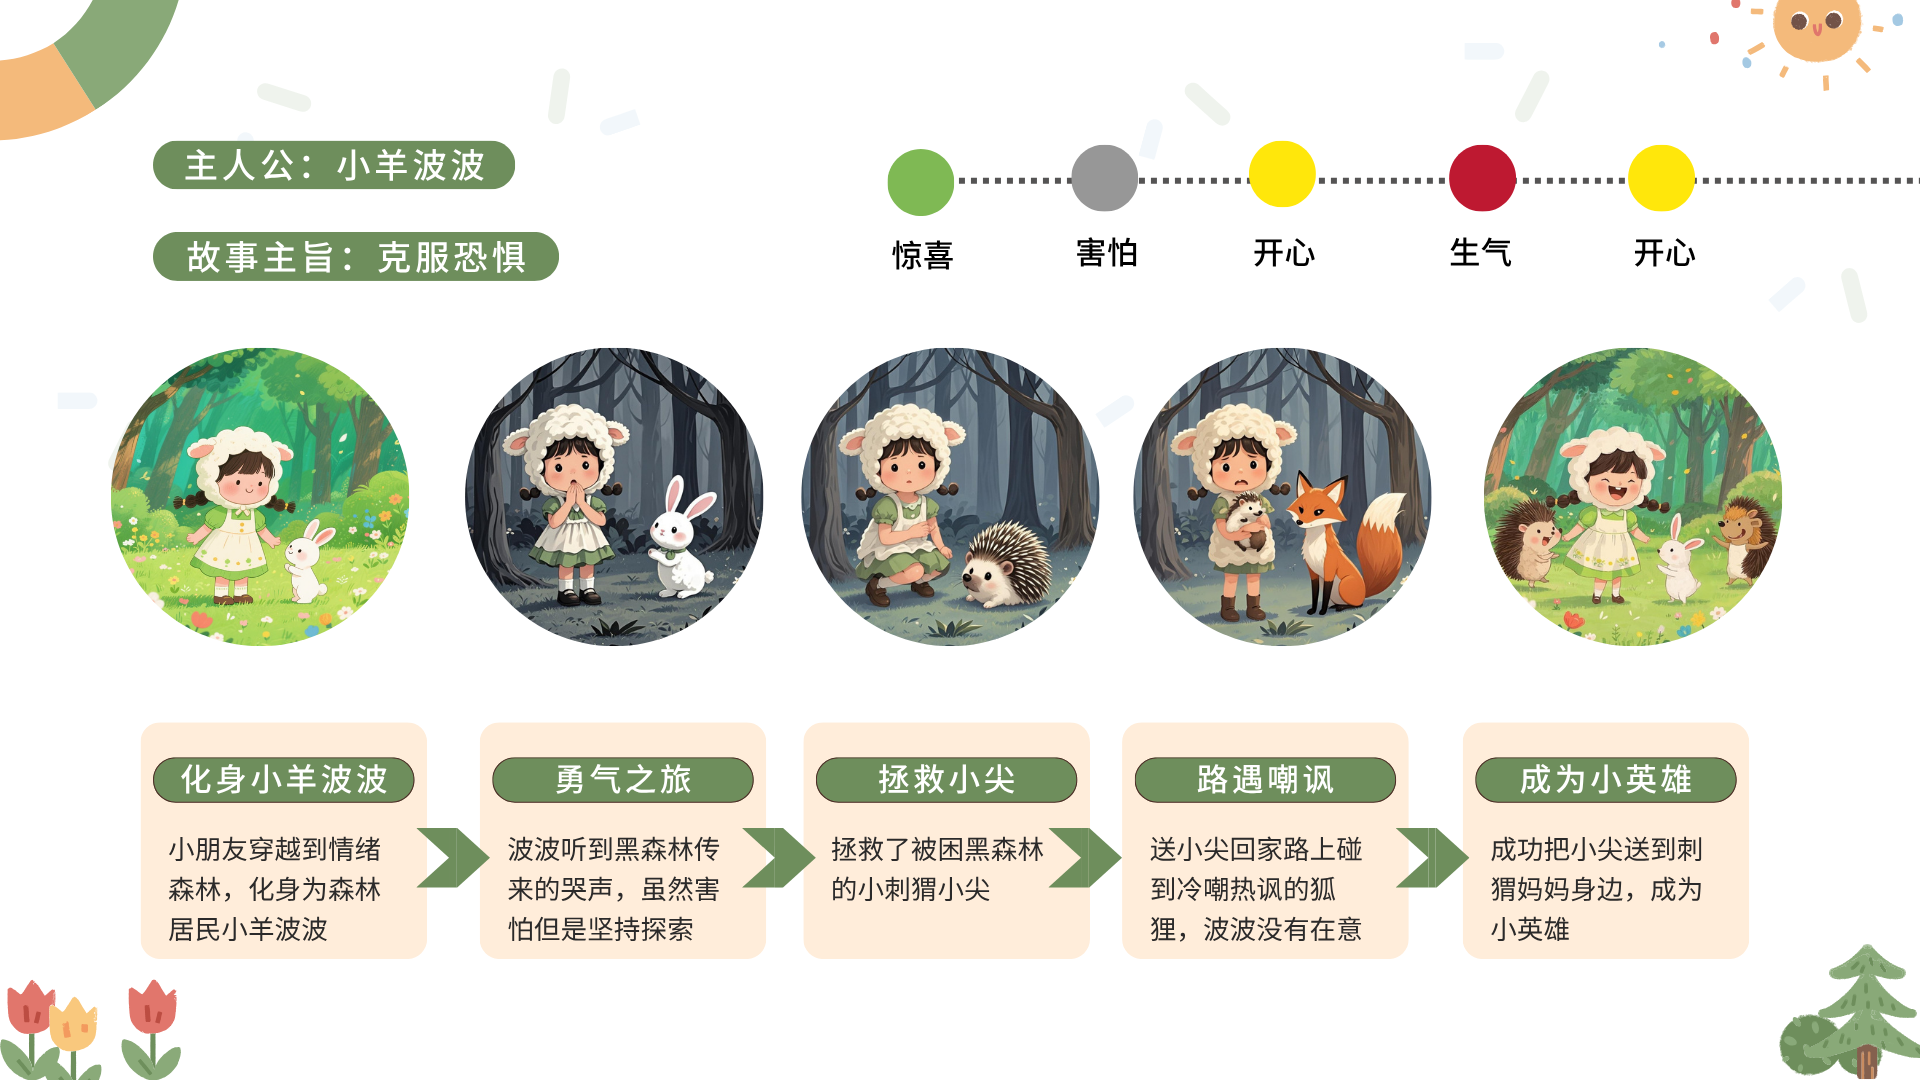 主人公：小羊波波
故事主旨：克服恐惧
惊喜
害怕
开心
生气
开心
化身小羊波波
小朋友穿越到情绪
森林，化身为森林
居民小羊波波
勇气之旅
波波听到黑森林传
来的哭声，虽然害
怕但是坚持探索
拯救小尖
拯救了被困黑森林
的小刺猬小尖
路遇嘲讽
送小尖回家路上碰
到冷嘲热讽的狐
狸，波波没有在意
成为小英雄
成功把小尖送到刺
猬妈妈身边，成为
小英雄